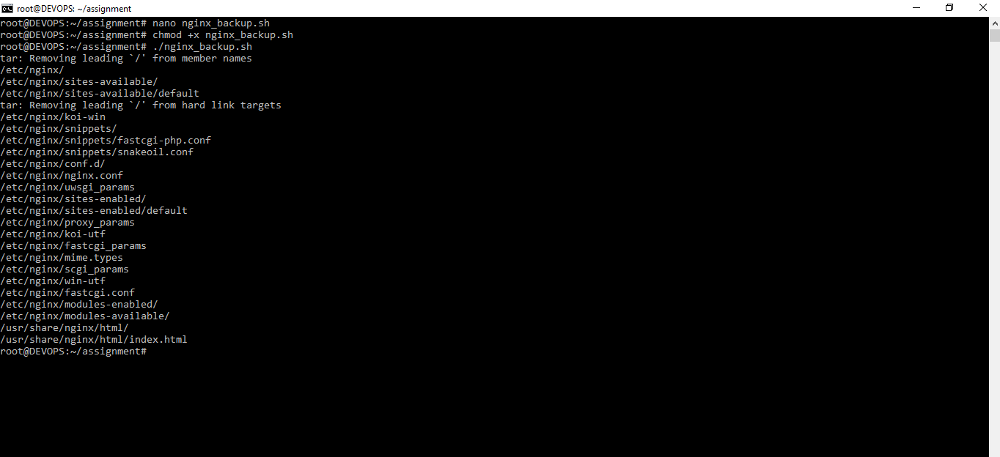 root@DEVOPS: ~/assignment
root@DEVOPS:~/assignment# nano nginx_backup.sh
root@DEVOPS:~/assignment# chmod +x nginx_backup.sh
root@DEVOPS:~/assignment# ./nginx_backup.sh
tar: Removing leading `/' from member names
/etc/nginx/
/etc/nginx/sites-available/
/etc/nginx/sites-available/default
tar: Removing leading `/' from hard link targets
/etc/nginx/koi-win
/etc/nginx/snippets/
/etc/nginx/snippets/fastcgi-php.conf
/etc/nginx/snippets/snakeoil.conf
/etc/nginx/conf.d/
/etc/nginx/nginx.conf
/etc/nginx/uwsgi_params
/etc/nginx/sites-enabled/
/etc/nginx/sites-enabled/default
/etc/nginx/proxy_params
/etc/nginx/koi-utf
/etc/nginx/fastcgi_params
/etc/nginx/mime.types
/etc/nginx/scgi_params
/etc/nginx/win-utf
/etc/nginx/fastcgi.conf
/etc/nginx/modules-enabled/
/etc/nginx/modules-available/
/usr/share/nginx/html/
/usr/share/nginx/html/index.html
root@DEVOPS:~/assignment#